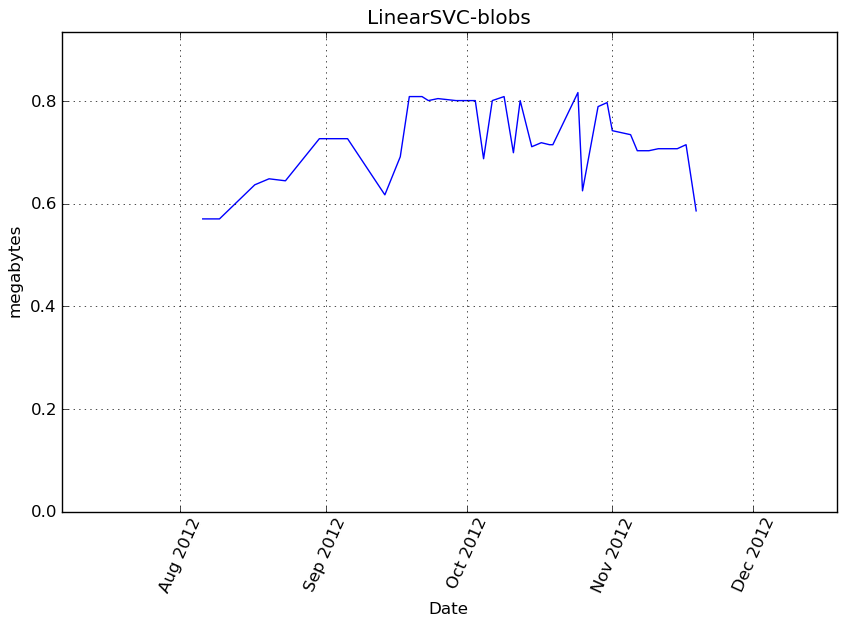 LinearSVC-blobs
0.8
0.6
0.4
0.2
0.0
megabytes
Aug 2012
Sep 2012
Oct 2012
Nov 2012
Dec 2012
Date